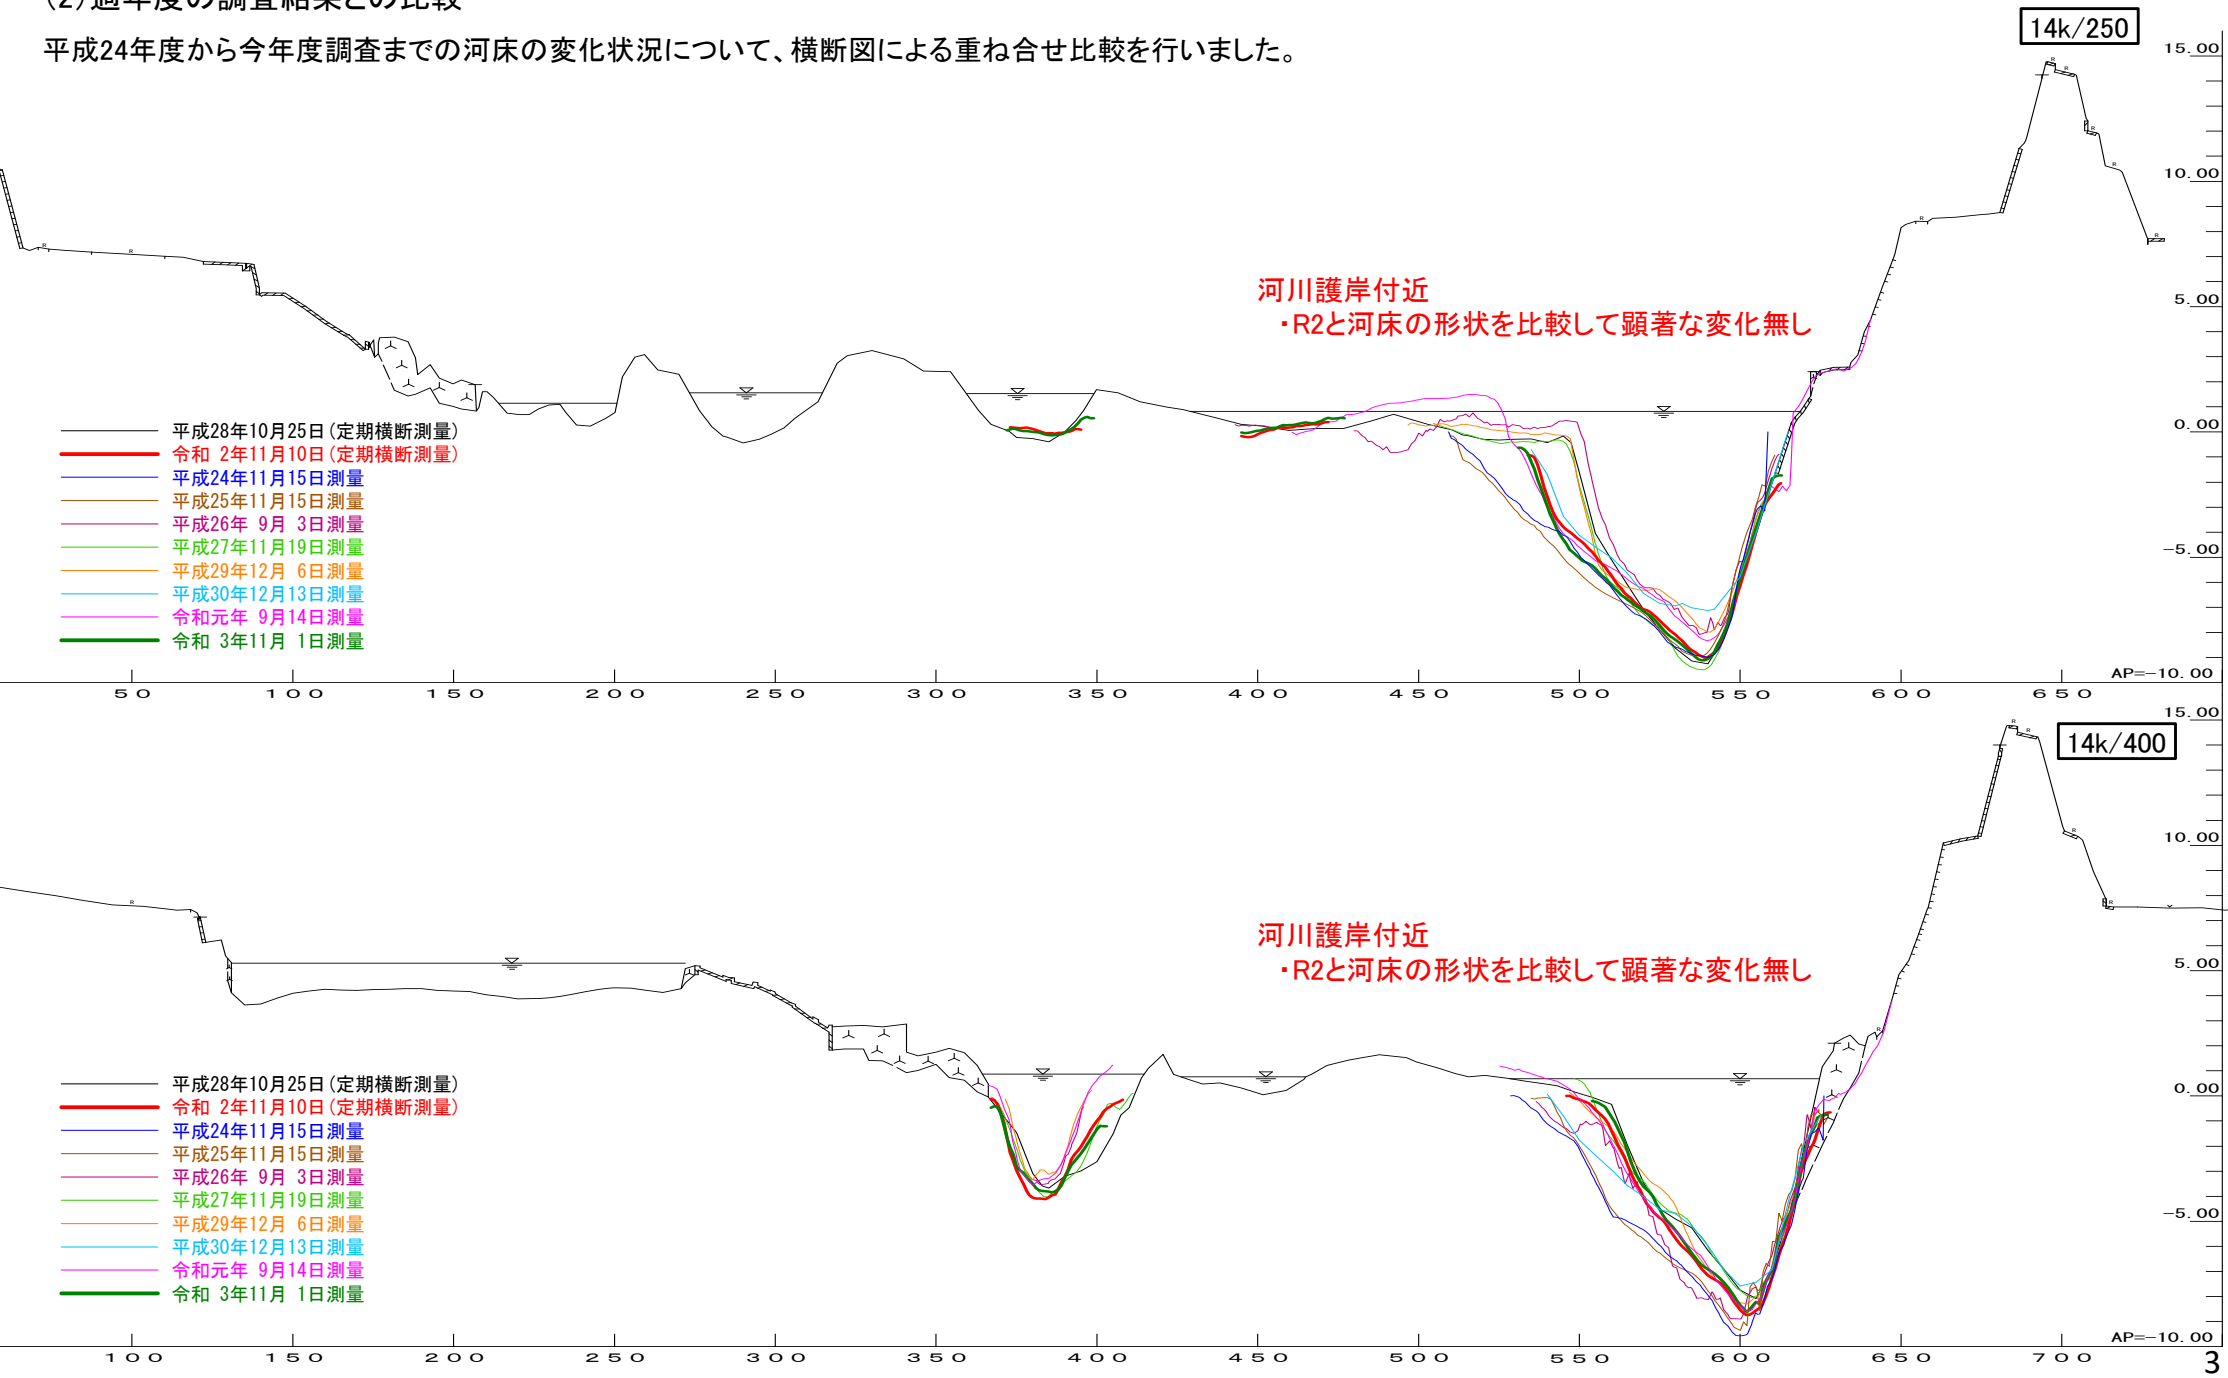 (2)過年度の調査結果との比較
平成24年度から今年度調査までの河床の変化状況について、横断図による重ね合せ比較を行いました。
14k/250
15.00
10.00
5.00
0.00
-5.00
AP=-10.00
河川護岸付近
・R2と河床の形状を比較して顕著な変化無し
平成28年10月25日(定期横断測量)
令和 2年11月10日(定期横断測量)
平成24年11月15日測量
平成25年11月15日測量
平成26年 9月 3日測量
平成27年11月19日測量
平成29年12月 6日測量
平成30年12月13日測量
令和元年 9月14日測量
令和 3年11月 1日測量
50 100 150 200 250 300 350 400 450 500 550 600 650
14k/400
15.00
10.00
5.00
0.00
-5.00
AP=-10.00
河川護岸付近
・R2と河床の形状を比較して顕著な変化無し
平成28年10月25日(定期横断測量)
令和 2年11月10日(定期横断測量)
平成24年11月15日測量
平成25年11月15日測量
平成26年 9月 3日測量
平成27年11月19日測量
平成29年12月 6日測量
平成30年12月13日測量
令和元年 9月14日測量
令和 3年11月 1日測量
100 150 200 250 300 350 400 450 500 550 600 650 700
3